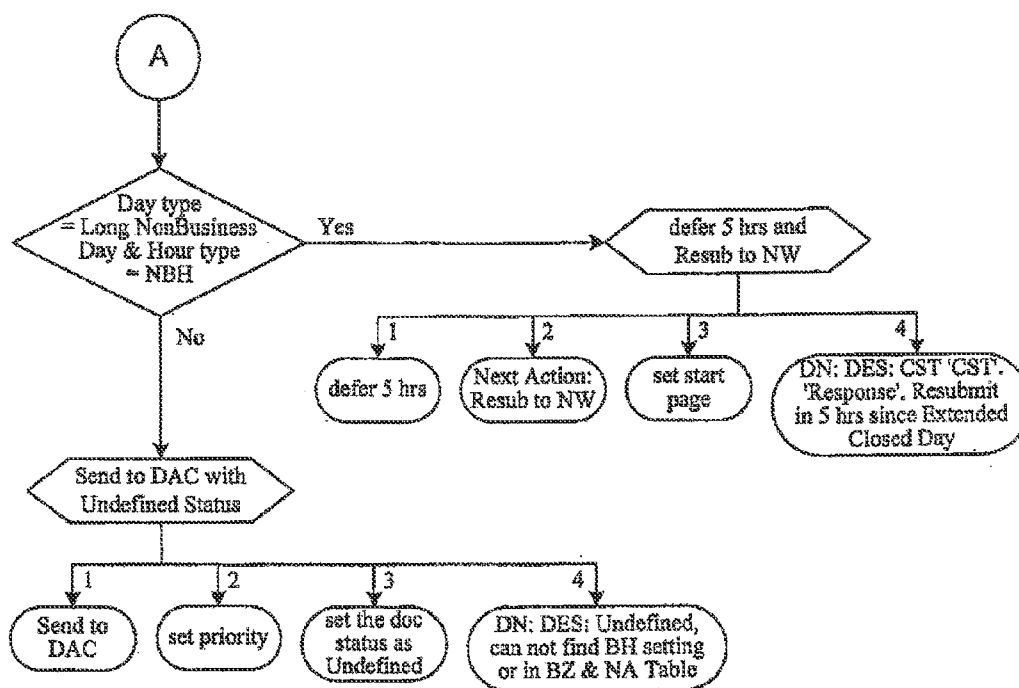 A
Day type
= Long NonBusiness
Day & Hour type
= NBH
Yes
defer 5 hrs and
Resub to NW
No
1
2
3
4
defer 5 hrs
Next Action:
Resub to NW
set start
page
DN: DES: CST 'CST'.
'Response'. Resubmit
in 5 hrs since Extended
Closed Day
Send to DAC with
Undefined Status
1
2
3
4
Send to
DAC
set priority
set the doc
status as
Undefined
DN: DES: Undefined,
can not find BH setting
or in BZ & NA Table